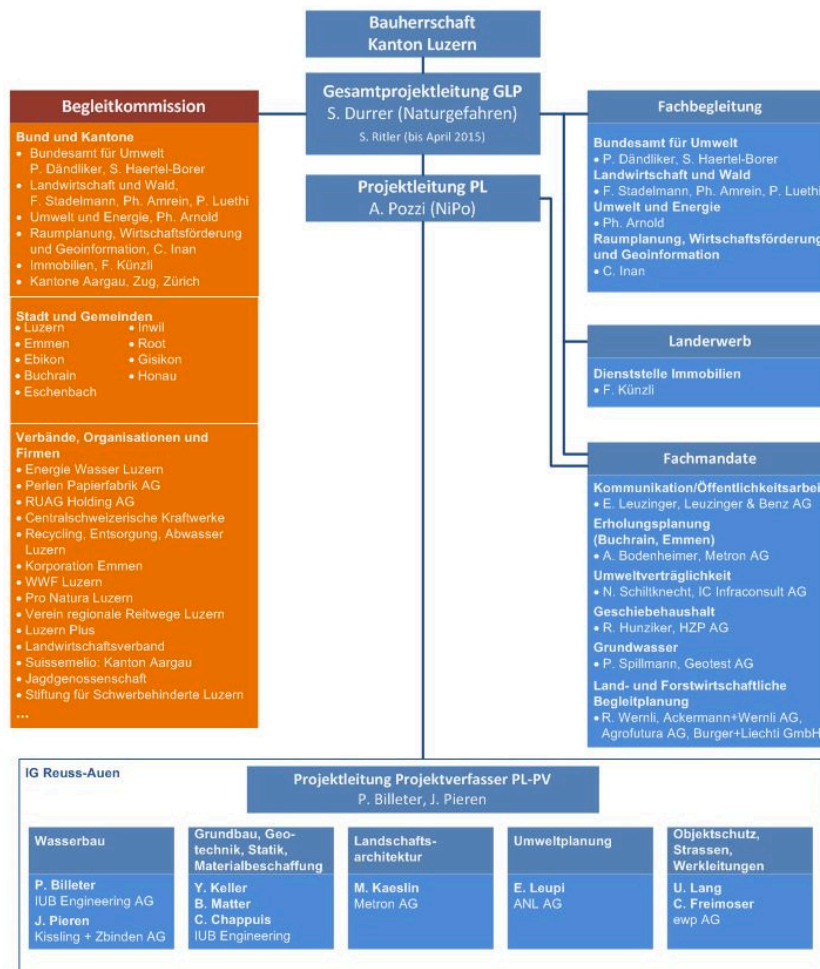 Bauherrschaft
Kanton Luzern
Gesamtprojektleitung GLP
S. Durrer (Naturgefahren)
S. Ritler (bis April 2015)
Projektleitung PL
A. Pozzi (NiPo)
Begleitkommission
Bund und Kantone
• Bundesamt für Umwelt
P. Dändliker, S. Haertel-Borer
• Landwirtschaft und Wald,
F. Stadelmann, Ph. Amrein, P. Luethi
• Umwelt und Energie, Ph. Arnold
• Raumplanung, Wirtschaftsförderung
und Geoinformation, C. Inan
• Immobilien, F. Künzli
• Kantone Aargau, Zug, Zürich
Stadt und Gemeinden
• Luzern
• Emmen
• Ebikon
• Buchrain
• Eschenbach
• Inwil
• Root
• Gisikon
• Honau
Verbände, Organisationen und
Firmen
• Energie Wasser Luzern
• Perlen Papierfabrik AG
• RUAG Holding AG
• Centralschweizerische Kraftwerke
• Recycling, Entsorgung, Abwasser
Luzern
• Korporation Emmen
• WWF Luzern
• Pro Natura Luzern
• Verein regionale Reitwege Luzern
• Luzern Plus
• Landwirtschaftsverband
• Suissemelio: Kanton Aargau
• Jagdgenossenschaft
• Stiftung für Schwerbehinderte Luzern
...
Fachbegleitung
Bundesamt für Umwelt
• P. Dändliker, S. Haertel-Borer
Landwirtschaft und Wald
• F. Stadelmann, Ph. Amrein, P. Luethi
Umwelt und Energie
• Ph. Arnold
Raumplanung, Wirtschaftsförderung
und Geoinformation
• C. Inan
Landerwerb
Dienststelle Immobilien
• F. Künzli
Fachmandate
Kommunikation/Öffentlichkeitsarbei
• E. Leuzinger, Leuzinger & Benz AG
Erholungsplanung
(Buchrain, Emmen)
• A. Bodenheimer, Metron AG
Umweltverträglichkeit
• N. Schiltknecht, IC Infraconsult AG
Geschiebehaushalt
• R. Hunziker, HZP AG
Grundwasser
• P. Spillmann, Geotest AG
Land- und Forstwirtschaftliche
Begleitplanung
• R. Wernli, Ackermann+Wernli AG,
Agrofutura AG, Burger+Liechti GmbH
IG Reuss-Auen
Projektleitung Projektverfasser PL-PV
P. Billeter, J. Pieren
Wasserbau
P. Billeter
IUB Engineering AG
J. Pieren
Kissling + Zbinden AG
Grundbau, Geo-
technik, Statik,
Materialbeschaffung
Y. Keller
B. Matter
C. Chappuis
IUB Engineering
Landschafts-
architektur
M. Kaeslin
Metron AG
Umweltplanung
E. Leupi
ANL AG
Objektschutz,
Strassen,
Werkleitungen
U. Lang
C. Freimoser
ewp AG